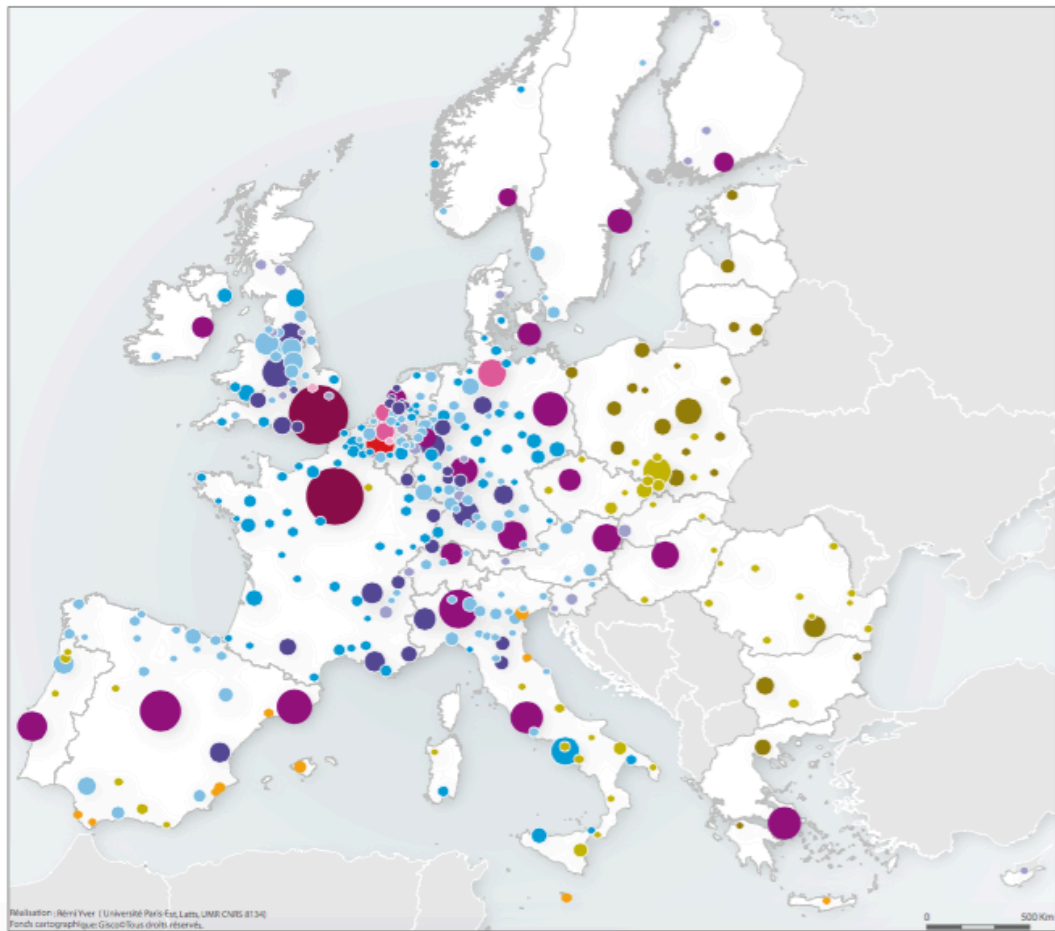 Réalisation : Rémi Yver ( Université Paris-Est, Latts, UMR CNRS 8134)
Fonds cartographique: Gisco©Tous droits réservés.
0 500 Km